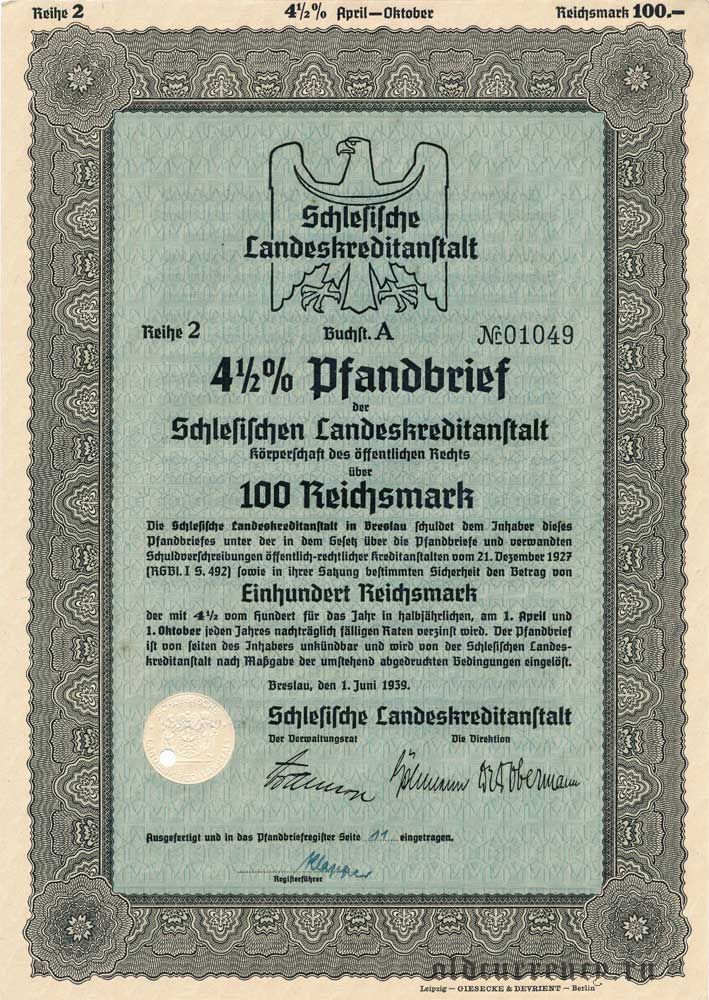 Reihe 2 4½% April—Oktober Reichsmark 100.—
Schlesische
Landeskreditanstalt
Reihe 2 Buchst. A № 01049
4½% Pfandbrief
der
Schlesischen Landeskreditanstalt
Körperschaft des öffentlichen Rechts
über
100 Reichsmark
Die Schlesische Landeskreditanstalt in Breslau schuldet dem Inhaber dieses
Pfandbriefes unter der in dem Gesetz über die Pfandbriefe und verwandten
Schuldverschreibungen öffentlich-rechtlicher Kreditanstalten vom 21. Dezember 1927
(RGBl. I S. 492) sowie in ihrer Satzung bestimmten Sicherheit den Betrag von
Einhundert Reichsmark
der mit 4½ vom Hundert für das Jahr in halbjährlichen, am 1. April und
1. Oktober jeden Jahres nachträglich fälligen Raten verzinst wird. Der Pfandbrief
ist von seiten des Inhabers unkündbar und wird von der Schlesischen Landes-
kreditanstalt nach Maßgabe der umstehend abgedruckten Bedingungen eingelöst.
Breslau, den 1. Juni 1939.
Schlesische Landeskreditanstalt
Der Verwaltungsrat Die Direktion
Obermann
Ausgefertigt und in das Pfandbriefregister Seite 11 eingetragen.
Registerführer
oldcurrency.ru
Leipzig — GIESECKE & DEVRIENT — Berlin